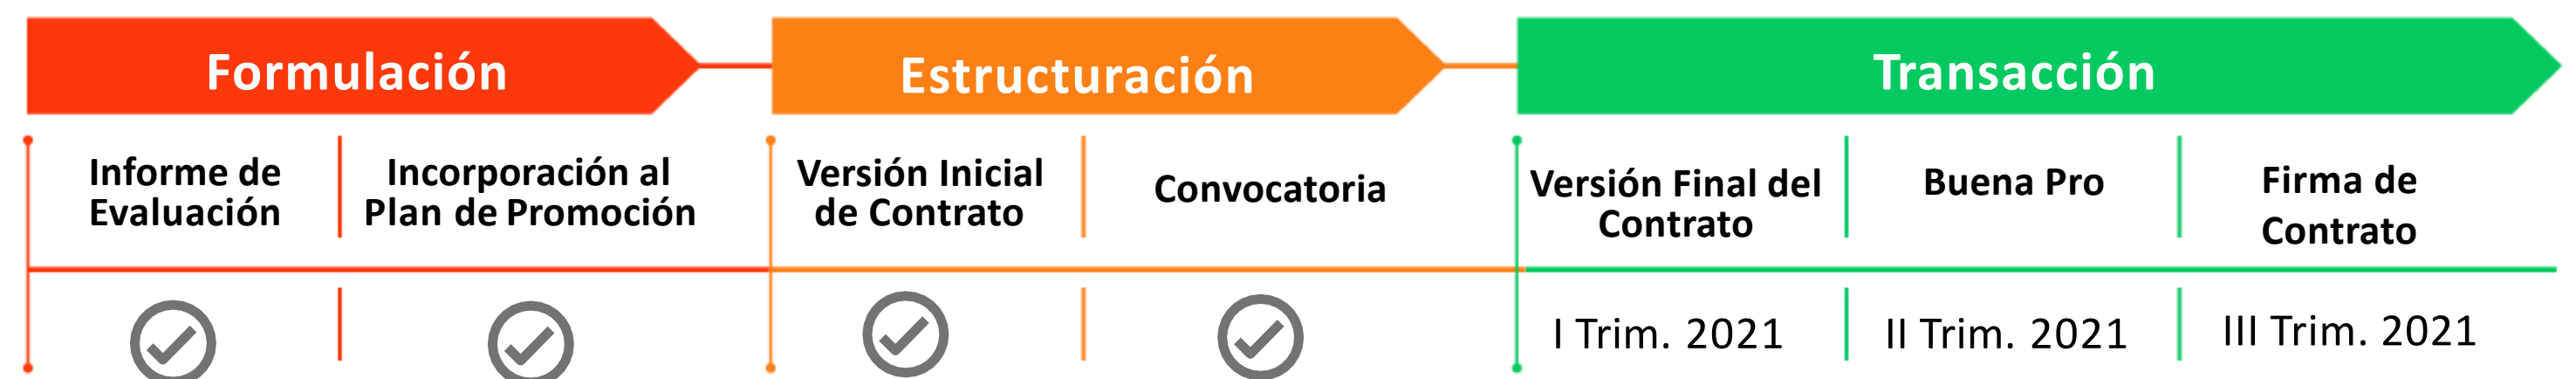 Formulación
Estructuración
Transacción
Informe de
Evaluación
Incorporación al
Plan de Promoción
Versión Inicial
de Contrato
Convocatoria
Versión Final del
Contrato
Buena Pro
Firma de
Contrato
I Trim. 2021
II Trim. 2021
III Trim. 2021